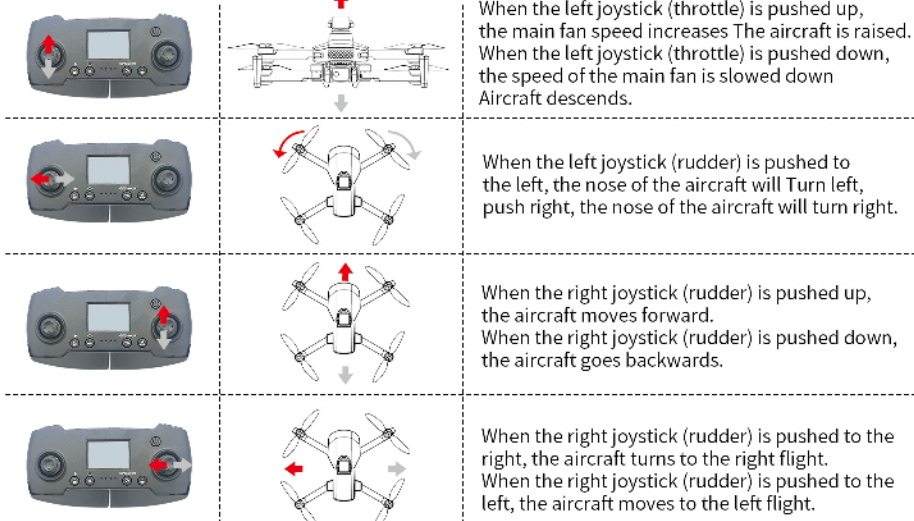 When the left joystick (throttle) is pushed up,
the main fan speed increases The aircraft is raised.
When the left joystick (throttle) is pushed down,
the speed of the main fan is slowed down
Aircraft descends.
When the left joystick (rudder) is pushed to
the left, the nose of the aircraft will Turn left,
push right, the nose of the aircraft will turn right.
When the right joystick (rudder) is pushed up,
the aircraft moves forward.
When the right joystick (rudder) is pushed down,
the aircraft goes backwards.
When the right joystick (rudder) is pushed to the
right, the aircraft turns to the right flight.
When the right joystick (rudder) is pushed to the
left, the aircraft moves to the left flight.